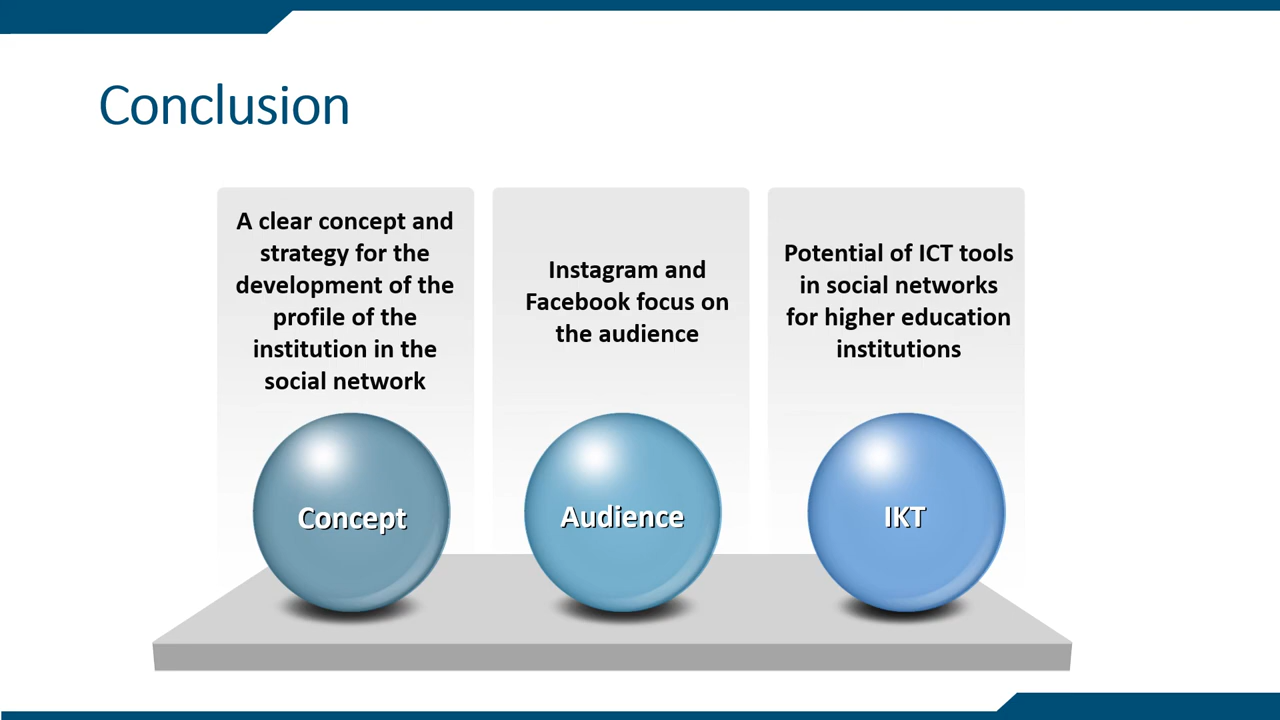 Conclusion
A clear concept and
strategy for the
development of the
profile of the
institution in the
social network
Instagram and
Facebook focus on
the audience
Potential of ICT tools
in social networks
for higher education
institutions
Concept
Audience
IKT